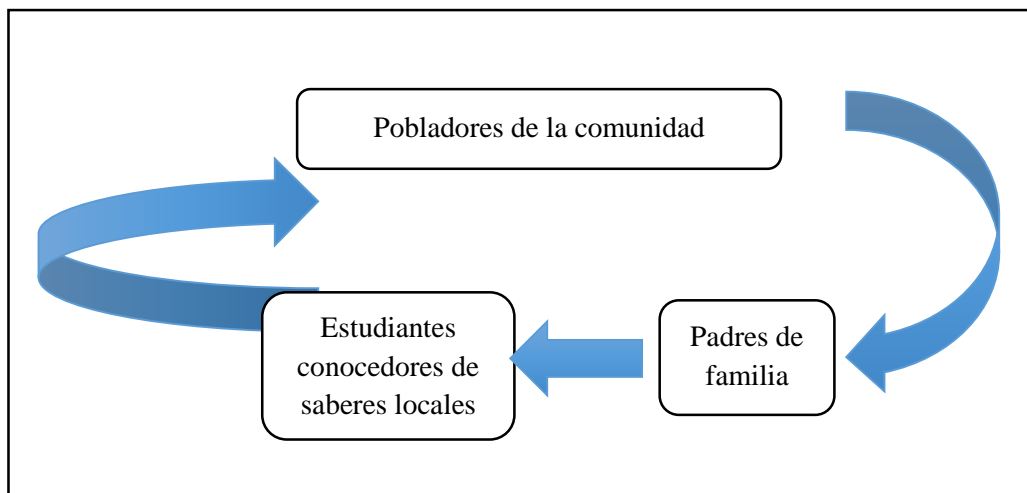 Pobladores de la comunidad
Estudiantes
conocedores de
saberes locales
Padres de
familia